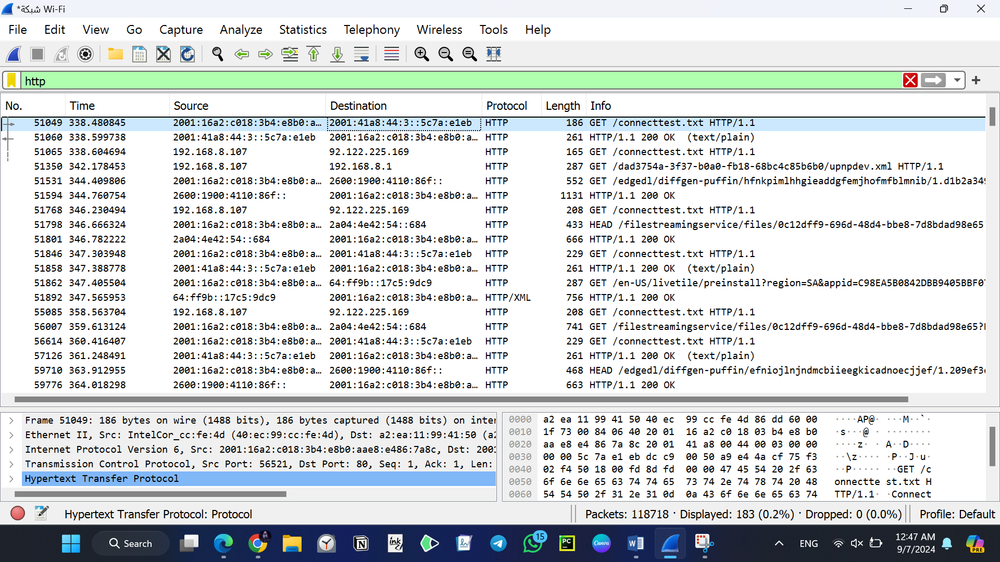 *شبكة Wi-Fi
File Edit View Go Capture Analyze Statistics Telephony Wireless Tools Help
http
No. Time Source Destination Protocol Length Info
51049 338.480845 2001:16a2:c018:3b4:e8b0:a… 2001:41a8:44:3::5c7a:e1eb HTTP 186 GET /connecttest.txt HTTP/1.1
51060 338.599738 2001:41a8:44:3::5c7a:e1eb 2001:16a2:c018:3b4:e8b0:a… HTTP 261 HTTP/1.1 200 OK (text/plain)
51065 338.604694 192.168.8.107 92.122.225.169 HTTP 165 GET /connecttest.txt HTTP/1.1
51350 342.178453 192.168.8.107 192.168.8.1 HTTP 287 GET /dad3754a-3f37-b0a0-fb18-68bc4c85b6b0/upnpdev.xml HTTP/1.1
51531 344.409806 2001:16a2:c018:3b4:e8b0:a… 2600:1900:4110:86f:: HTTP 552 GET /edgedl/diffgen-puffin/hfnkpimlhhgieaddgfemjhofmfblmnib/1.d1b2a349
51594 344.760754 2600:1900:4110:86f:: 2001:16a2:c018:3b4:e8b0:a… HTTP 1131 HTTP/1.1 200 OK
51768 346.230494 192.168.8.107 92.122.225.169 HTTP 208 GET /connecttest.txt HTTP/1.1
51798 346.666324 2001:16a2:c018:3b4:e8b0:a… 2a04:4e42:54::684 HTTP 433 HEAD /filestreamingservice/files/0c12dff9-696d-48d4-bbe8-7d8bdad98e65
51801 346.782222 2a04:4e42:54::684 2001:16a2:c018:3b4:e8b0:a… HTTP 666 HTTP/1.1 200 OK
51846 347.303948 2001:16a2:c018:3b4:e8b0:a… 2001:41a8:44:3::5c7a:e1eb HTTP 229 GET /connecttest.txt HTTP/1.1
51858 347.388778 2001:41a8:44:3::5c7a:e1eb 2001:16a2:c018:3b4:e8b0:a… HTTP 261 HTTP/1.1 200 OK (text/plain)
51862 347.405504 2001:16a2:c018:3b4:e8b0:a… 64:ff9b::17c5:9dc9 HTTP 287 GET /en-US/livetile/preinstall?region=SA&appid=C98EA5B0842DBB9405BBF0
51892 347.565953 64:ff9b::17c5:9dc9 2001:16a2:c018:3b4:e8b0:a… HTTP/XML 756 HTTP/1.1 200 OK
55085 358.563704 192.168.8.107 92.122.225.169 HTTP 208 GET /connecttest.txt HTTP/1.1
56007 359.613124 2001:16a2:c018:3b4:e8b0:a… 2a04:4e42:54::684 HTTP 741 GET /filestreamingservice/files/0c12dff9-696d-48d4-bbe8-7d8bdad98e65?
56614 360.416407 2001:16a2:c018:3b4:e8b0:a… 2001:41a8:44:3::5c7a:e1eb HTTP 229 GET /connecttest.txt HTTP/1.1
57126 361.248491 2001:41a8:44:3::5c7a:e1eb 2001:16a2:c018:3b4:e8b0:a… HTTP 261 HTTP/1.1 200 OK (text/plain)
59710 363.912955 2001:16a2:c018:3b4:e8b0:a… 2600:1900:4110:86f:: HTTP 468 HEAD /edgedl/diffgen-puffin/efniojlnjndmcbiieegkicadnoecjjef/1.209ef3
59776 364.018298 2600:1900:4110:86f:: 2001:16a2:c018:3b4:e8b0:a… HTTP 663 HTTP/1.1 200 OK
Frame 51049: 186 bytes on wire (1488 bits), 186 bytes captured (1488 bits) on inter
Ethernet II, Src: IntelCor_cc:fe:4d (40:ec:99:cc:fe:4d), Dst: a2:ea:11:99:41:50 (a2
Internet Protocol Version 6, Src: 2001:16a2:c018:3b4:e8b0:aae8:e486:7a8c, Dst: 2001
Transmission Control Protocol, Src Port: 56521, Dst Port: 80, Seq: 1, Ack: 1, Len:
Hypertext Transfer Protocol
0000 a2 ea 11 99 41 50 40 ec 99 cc fe 4d 86 dd 60 00 ····AP@· ···M··`·
0010 1f 73 00 84 06 40 20 01 16 a2 c0 18 03 b4 e8 b0 ·s···@ · ········
0020 aa e8 e4 86 7a 8c 20 01 41 a8 00 44 00 03 00 00 ····z· · A··D····
0030 00 00 5c 7a e1 eb dc c9 00 50 a9 e4 4a cf 75 f3 ··\z···· ·P··J·u·
0040 02 f4 50 18 00 fd 8d fd 00 00 47 45 54 20 2f 63 ··P····· ··GET /c
0050 6f 6e 6e 65 63 74 74 65 73 74 2e 74 78 74 20 48 onnectte st.txt H
0060 54 54 50 2f 31 2e 31 0d 0a 43 6f 6e 6e 65 63 74 TTP/1.1· ·Connect
Hypertext Transfer Protocol: Protocol
Packets: 118718 · Displayed: 183 (0.2%) · Dropped: 0 (0.0%)
Profile: Default
Search
ink
15
PC
Canva
W
ENG
12:47 AM
9/7/2024
PRE